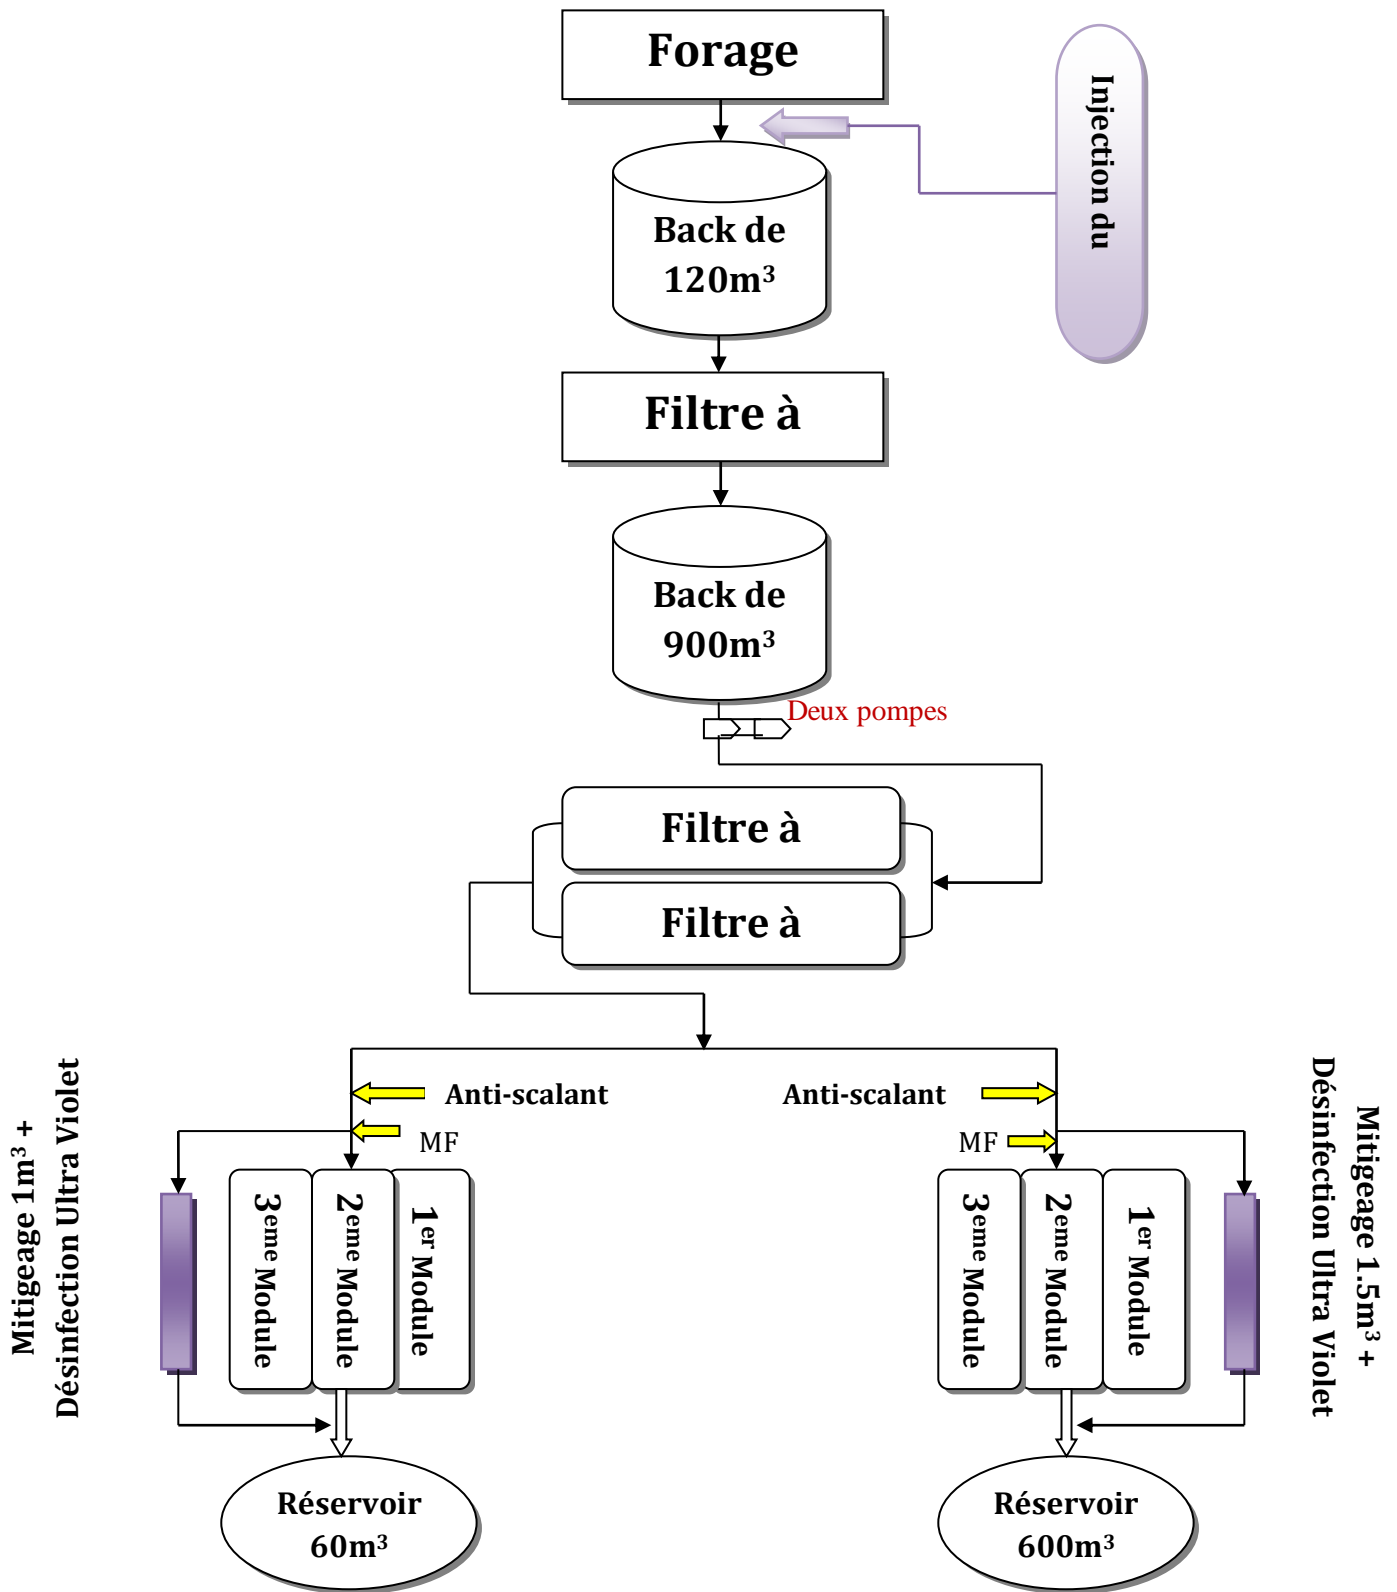 Forage
Injection du
Back de
120m³
Filtre à
Back de
900m³
Deux pompes
Filtre à
Filtre à
Anti-scalant
Anti-scalant
MF
MF
Mitigeage 1m³ +
Désinfection Ultra Violet
3eme Module
2eme Module
1er Module
3eme Module
2eme Module
1er Module
Mitigeage 1.5m³ +
Désinfection Ultra Violet
Réservoir
60m³
Réservoir
600m³